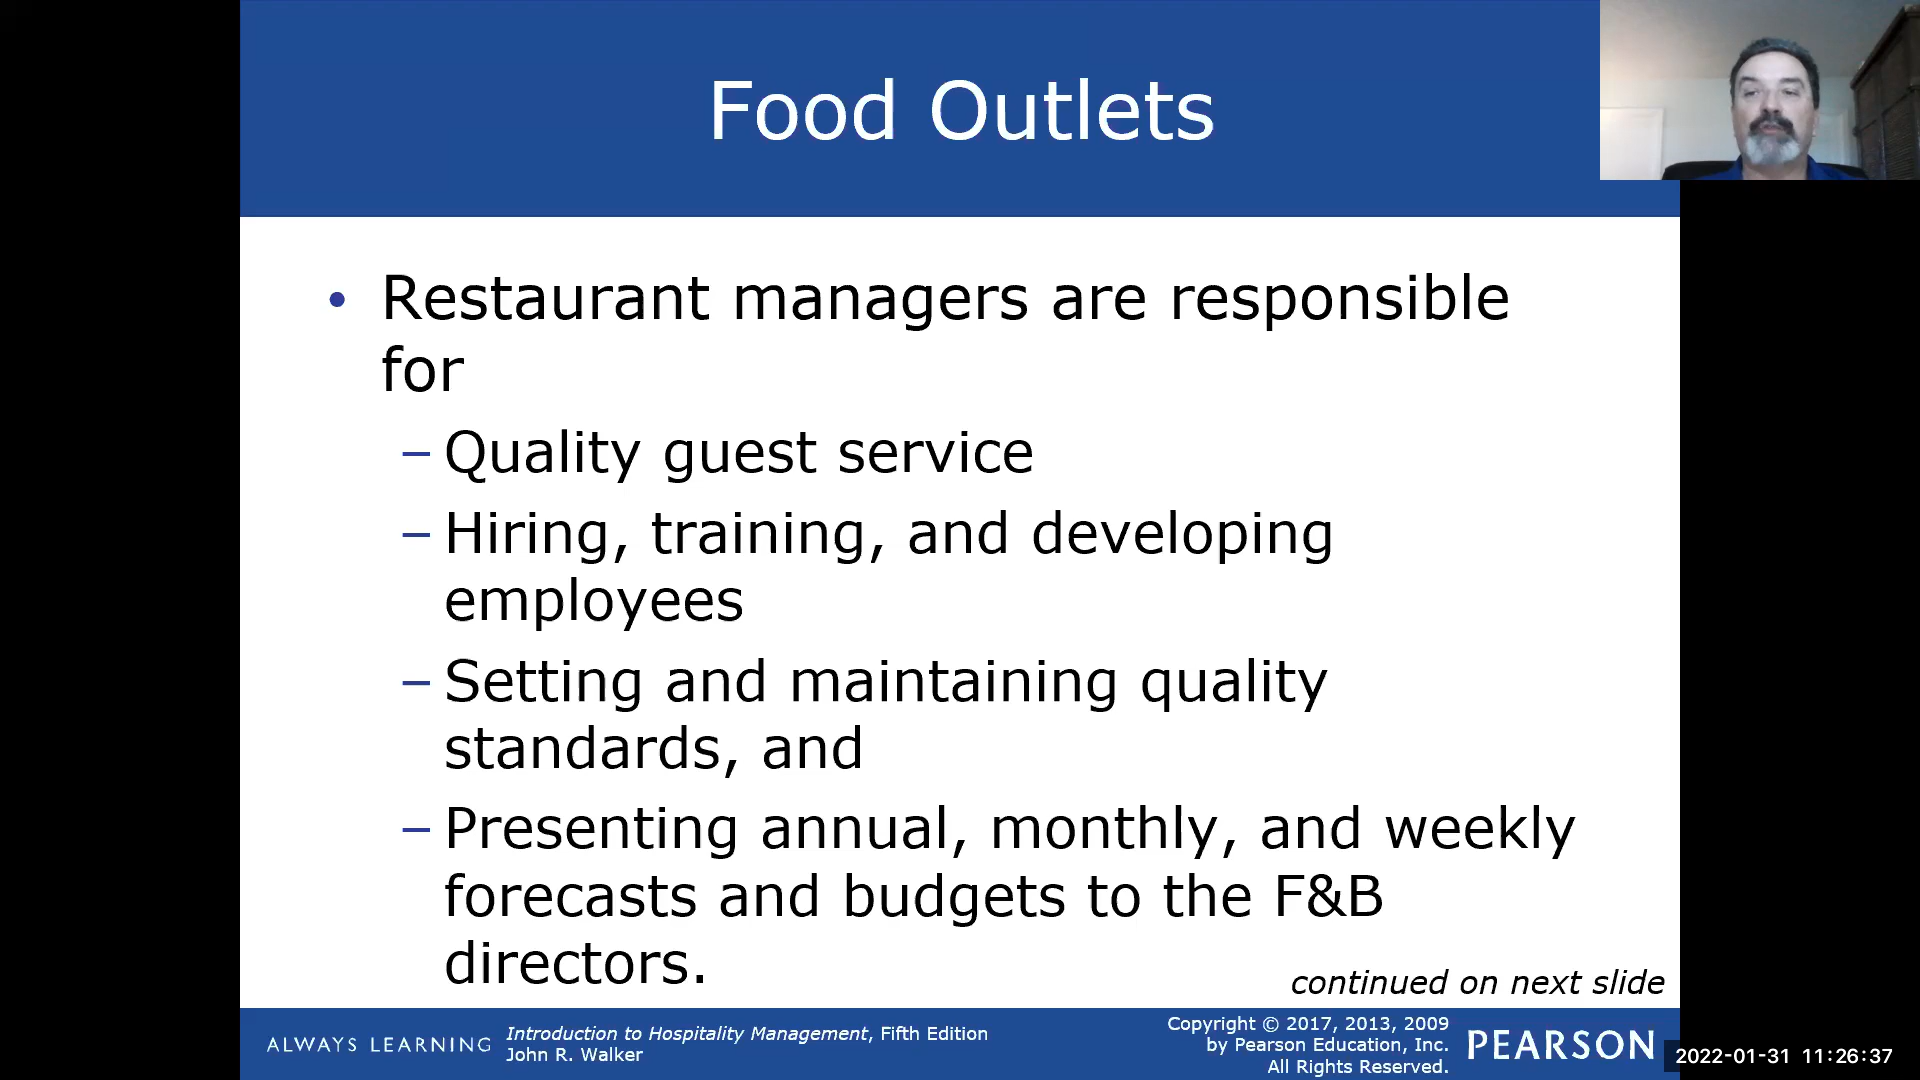 Food Outlets
• Restaurant managers are responsible
for
– Quality guest service
– Hiring, training, and developing
employees
– Setting and maintaining quality
standards, and
– Presenting annual, monthly, and weekly
forecasts and budgets to the F&B
directors.
continued on next slide
ALWAYS LEARNING
Introduction to Hospitality Management, Fifth Edition
John R. Walker
Copyright © 2017, 2013, 2009
by Pearson Education, Inc.
All Rights Reserved.
PEARSON
2022-01-31 11:26:37